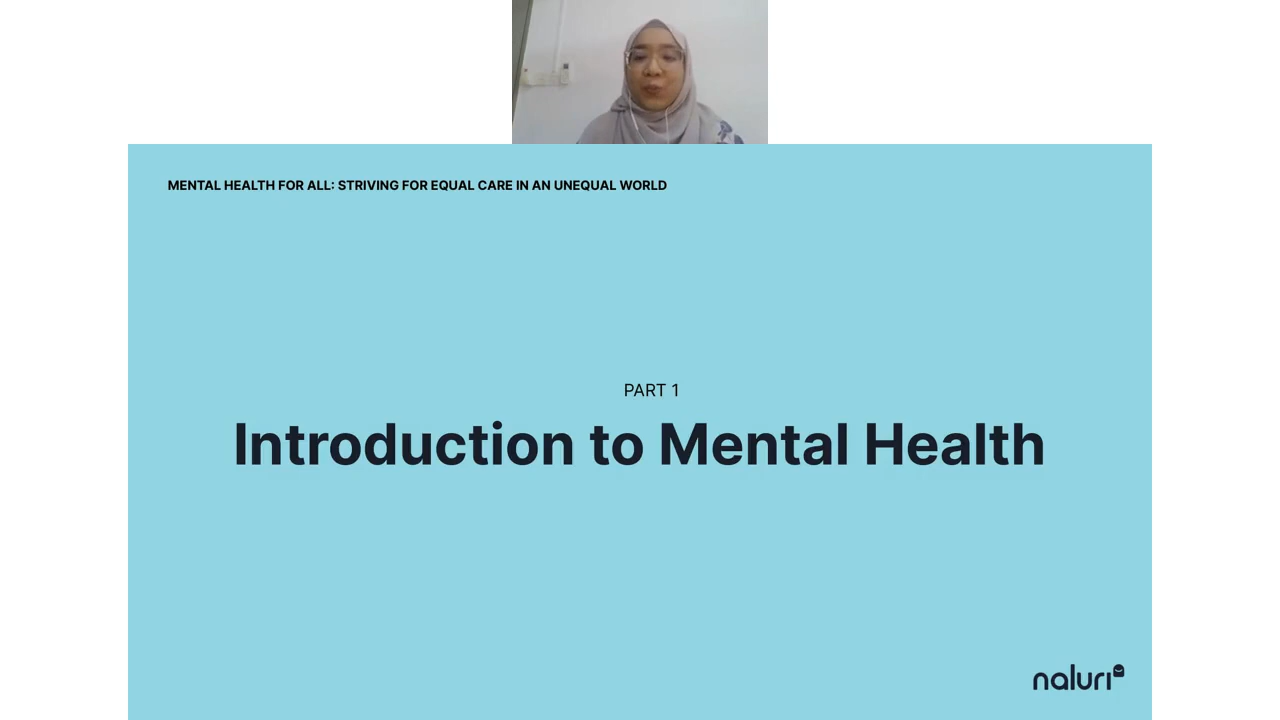 MENTAL HEALTH FOR ALL: STRIVING FOR EQUAL CARE IN AN UNEQUAL WORLD
PART 1
Introduction to Mental Health
naluri